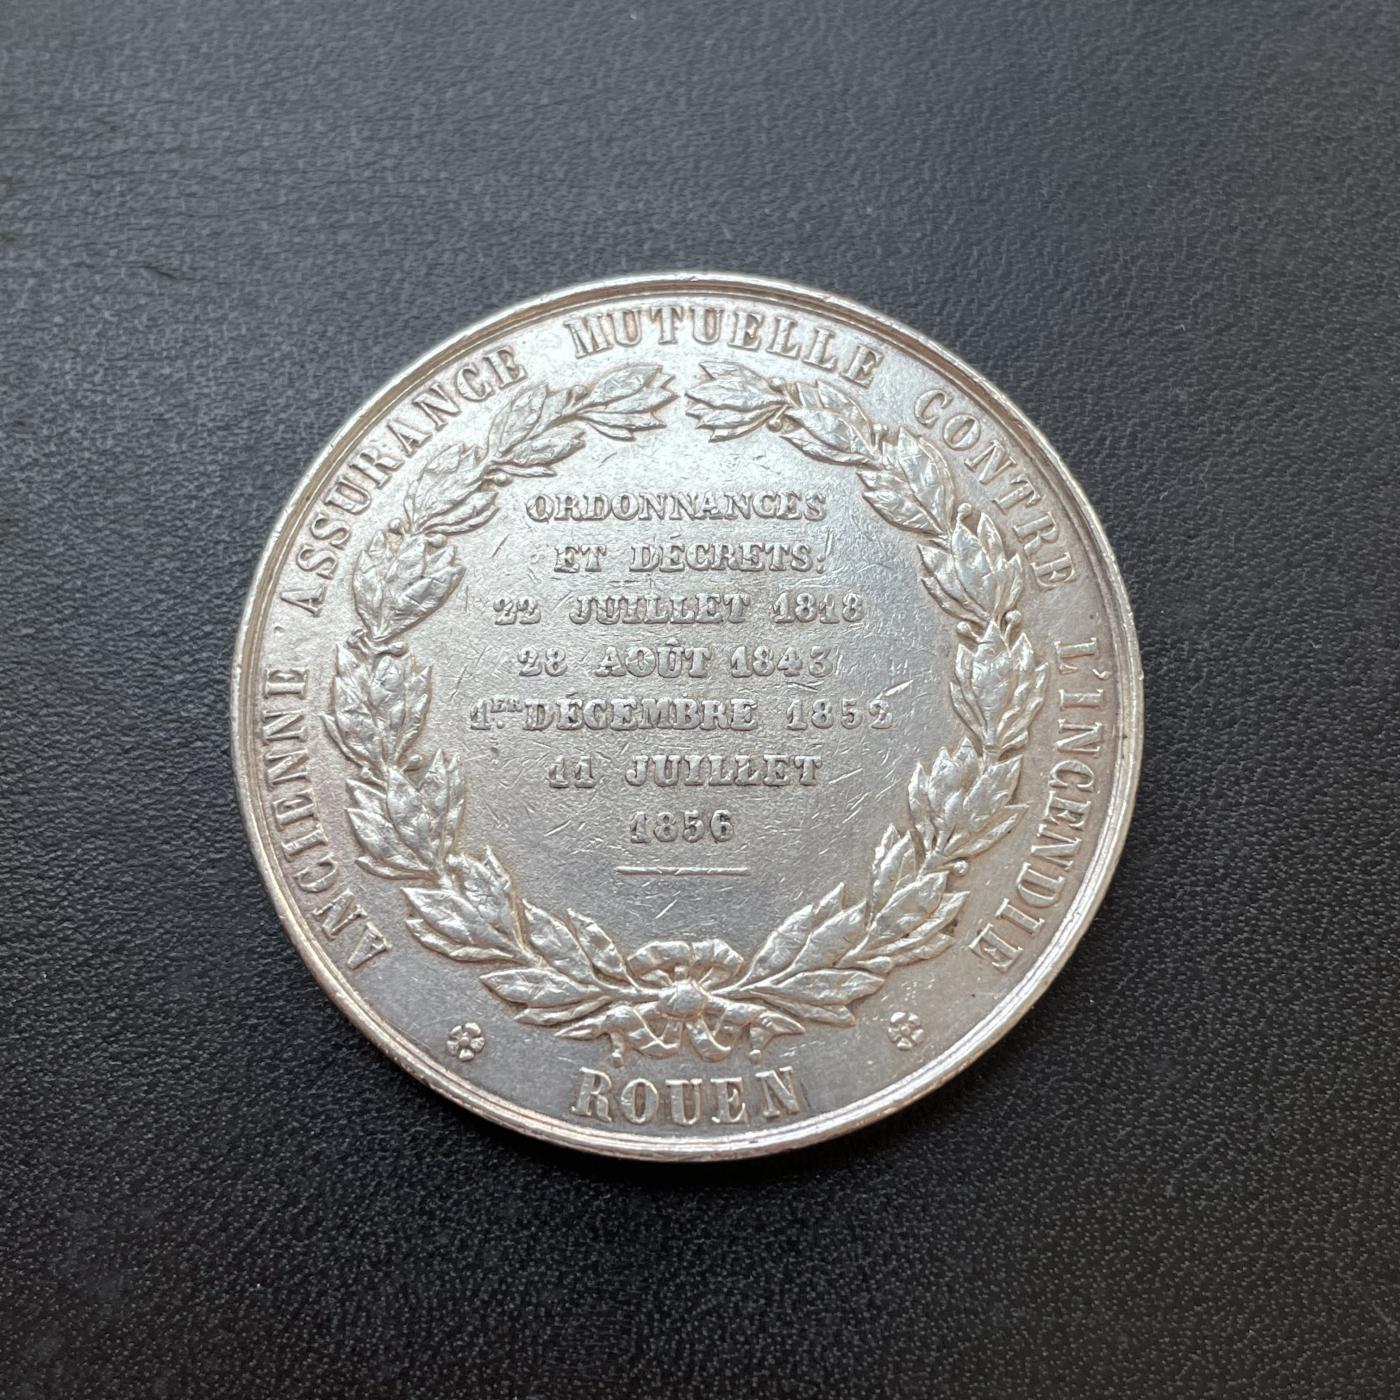 ANCIENNE ASSURANCE MUTUELLE CONTRE L'INCENDIE
ORDONNANCES
ET DÉCRETS:
22 JUILLET 1818
28 AOÛT 1843
1ER DÉCEMBRE 1852
11 JUILLET
1856
ROUEN